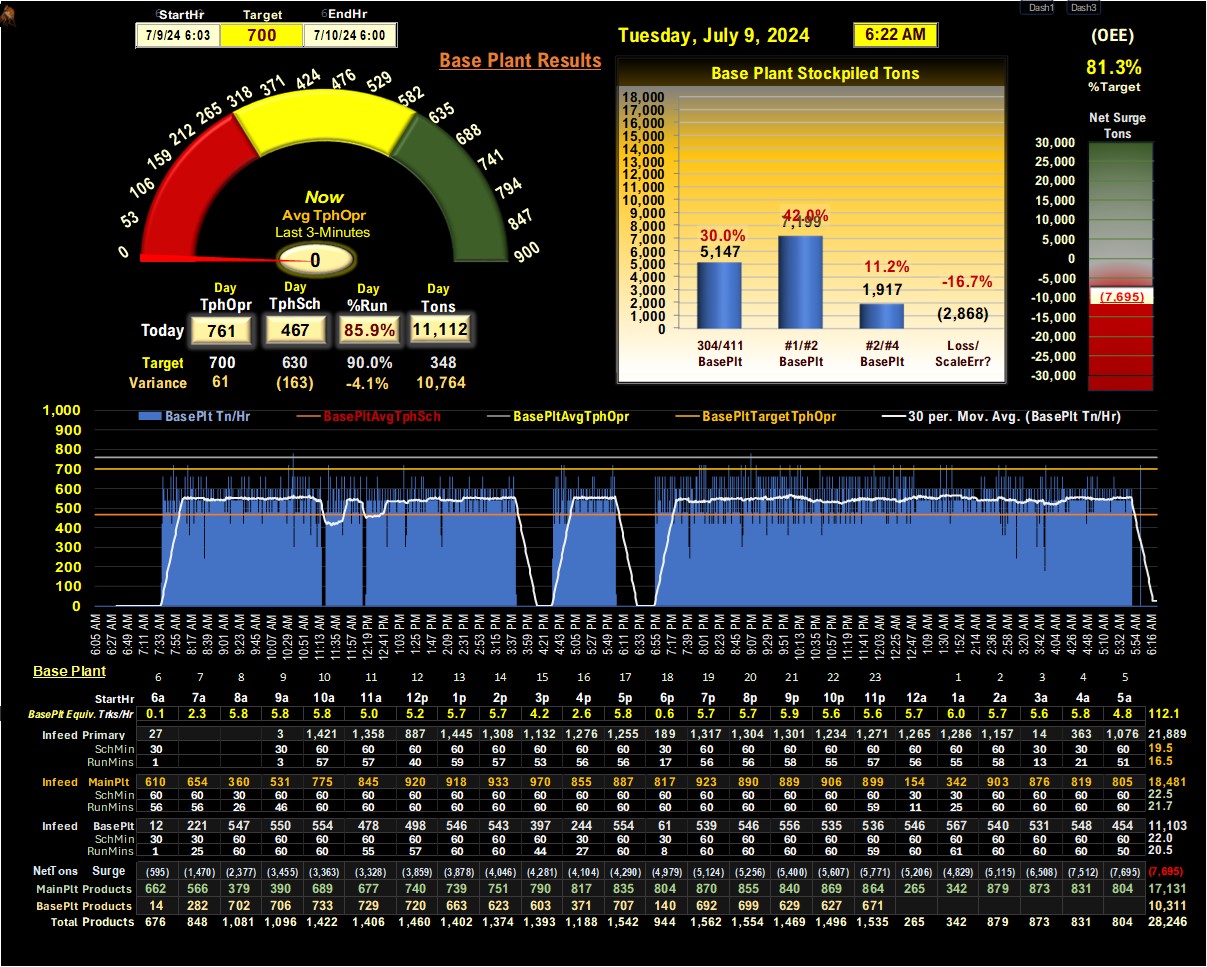 StartHr Target 6EndHr
7/9/24 6:03 700 7/10/24 6:00
Dash1 Dash3
Tuesday, July 9, 2024 6:22 AM
(OEE)
81.3%
%Target
Base Plant Results
0 53 106 159 212 265 318 371 424 476 529 582 635 688 741 794 847 900
Now
Avg TphOpr
Last 3-Minutes
0
Day Day Day Day
TphOpr TphSch %Run Tons
Today 761 467 85.9% 11,112
Target 700 630 90.0% 348
Variance 61 (163) -4.1% 10,764
Base Plant Stockpiled Tons
18,000
17,000
16,000
15,000
14,000
13,000
12,000
11,000
10,000
9,000
8,000
7,000
6,000
5,000
4,000
3,000
2,000
1,000
0
30.0% 42.0% 11.2% -16.7%
5,147 7,199 1,917 (2,868)
304/411 #1/#2 #2/#4 Loss/
BasePlt BasePlt BasePlt ScaleErr?
Net Surge
Tons
30,000
25,000
20,000
15,000
10,000
5,000
0
-5,000
-10,000
-15,000
-20,000
-25,000
-30,000
(7,695)
BasePlt Tn/Hr BasePltAvgTphSch BasePltAvgTphOpr BasePltTargetTphOpr 30 per. Mov. Avg. (BasePlt Tn/Hr)
1,000
900
800
700
600
500
400
300
200
100
0
6:05 AM 6:27 AM 6:49 AM 7:11 AM 7:33 AM 7:55 AM 8:17 AM 8:39 AM 9:01 AM 9:23 AM 9:45 AM 10:07 AM 10:29 AM 10:51 AM 11:13 AM 11:35 AM 11:57 AM 12:19 PM 12:41 PM 1:03 PM 1:25 PM 1:47 PM 2:09 PM 2:31 PM 2:53 PM 3:15 PM 3:37 PM 3:59 PM 4:21 PM 4:43 PM 5:05 PM 5:27 PM 5:49 PM 6:11 PM 6:33 PM 6:55 PM 7:17 PM 7:39 PM 8:01 PM 8:23 PM 8:45 PM 9:07 PM 9:29 PM 9:51 PM 10:13 PM 10:35 PM 10:57 PM 11:19 PM 11:41 PM 12:03 AM 12:25 AM 12:47 AM 1:09 AM 1:30 AM 1:52 AM 2:14 AM 2:36 AM 2:58 AM 3:20 AM 3:42 AM 4:04 AM 4:26 AM 4:48 AM 5:10 AM 5:32 AM 5:54 AM 6:16 AM
Base Plant
6 7 8 9 10 11 12 13 14 15 16 17 18 19 20 21 22 23 1 2 3 4 5
StartHr 6a 7a 8a 9a 10a 11a 12p 1p 2p 3p 4p 5p 6p 7p 8p 9p 10p 11p 12a 1a 2a 3a 4a 5a
BasePlt Equiv. Trks/Hr 0.1 2.3 5.8 5.8 5.8 5.0 5.2 5.7 5.7 4.2 2.6 5.8 0.6 5.7 5.7 5.9 5.6 5.6 5.7 6.0 5.7 5.6 5.8 4.8 112.1
Infeed Primary 27 3 1,421 1,358 887 1,445 1,308 1,132 1,276 1,255 189 1,317 1,304 1,301 1,234 1,271 1,265 1,286 1,157 14 363 1,076 21,889
SchMin 30 30 60 60 60 60 60 60 60 60 30 60 60 60 60 60 60 60 60 30 30 60 19.5
RunMins 1 3 57 57 40 59 57 53 56 56 17 56 56 58 55 57 56 56 58 13 21 51 16.5
Infeed MainPlt 610 654 360 531 775 845 920 918 933 970 855 887 817 923 890 889 906 899 154 342 903 876 819 805 18,481
SchMin 60 60 30 60 60 60 60 60 60 60 60 60 60 60 60 60 60 60 30 30 60 60 60 60 22.5
RunMins 56 56 26 46 60 60 60 60 60 60 60 60 60 60 60 60 60 59 11 25 60 60 60 60 21.7
Infeed BasePlt 12 221 547 550 554 478 498 546 543 397 244 554 61 539 546 556 535 536 546 567 540 531 548 454 11,103
SchMin 30 30 60 60 60 60 60 60 60 60 30 60 30 60 60 60 60 60 60 60 60 60 60 60 22.0
RunMins 1 25 60 60 60 55 57 60 60 44 27 60 8 60 60 60 60 59 60 61 60 60 60 50 20.5
NetTons Surge (595) (1,470) (2,377) (3,455) (3,363) (3,328) (3,859) (3,878) (4,046) (4,281) (4,104) (4,290) (4,979) (5,124) (5,256) (5,400) (5,607) (5,771) (5,206) (4,829) (5,115) (6,508) (7,512) (7,695) (7,695)
MainPlt Products 662 566 379 390 689 677 740 739 751 790 817 835 804 870 855 840 869 864 265 342 879 873 831 804 17,131
BasePlt Products 14 282 702 706 733 729 720 663 623 603 371 707 140 692 699 629 627 671 10,311
Total Products 676 848 1,081 1,096 1,422 1,406 1,460 1,402 1,374 1,393 1,188 1,542 944 1,562 1,554 1,469 1,496 1,535 265 342 879 873 831 804 28,246